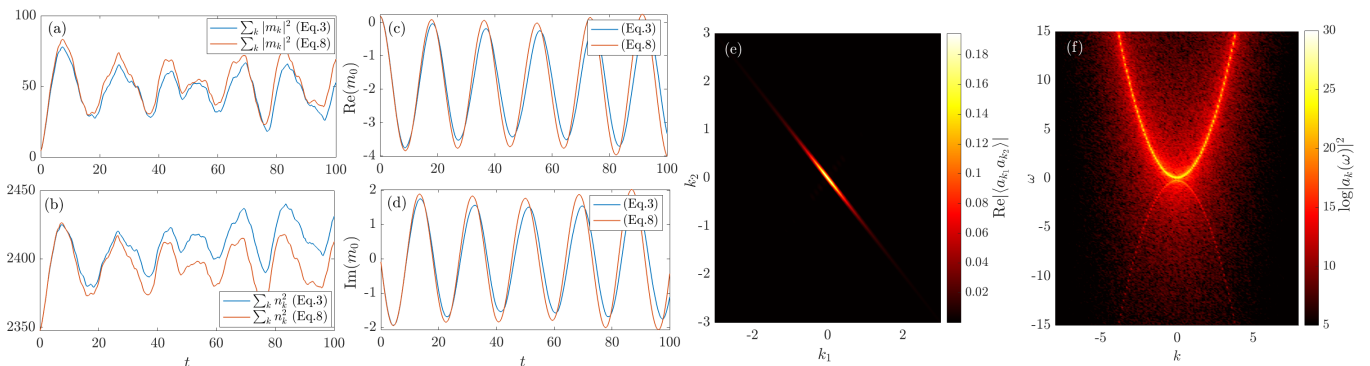 (a)
∑ₖ |mₖ|² (Eq.3)
∑ₖ |mₖ|² (Eq.8)
100
50
0
0 20 40 60 80 100
(b)
2450
2400
2350
∑ₖ nₖ² (Eq.3)
∑ₖ nₖ² (Eq.8)
0 20 40 60 80 100
t
(c)
(Eq.3)
(Eq.8)
Re(m₀)
0
-1
-2
-3
-4
0 20 40 60 80 100
(d)
(Eq.3)
(Eq.8)
Im(m₀)
2
1
0
-1
-2
0 20 40 60 80 100
t
(e)
k₂
3
2
1
0
-1
-2
-3
-2 0 2
k₁
0.18
0.16
0.14
0.12
0.1
0.08
0.06
0.04
0.02
Re|⟨aₖ₁ aₖ₂⟩|
(f)
ω
15
10
5
0
-5
-10
-15
-5 0 5
k
30
25
20
15
10
5
log|aₖ(ω)|²